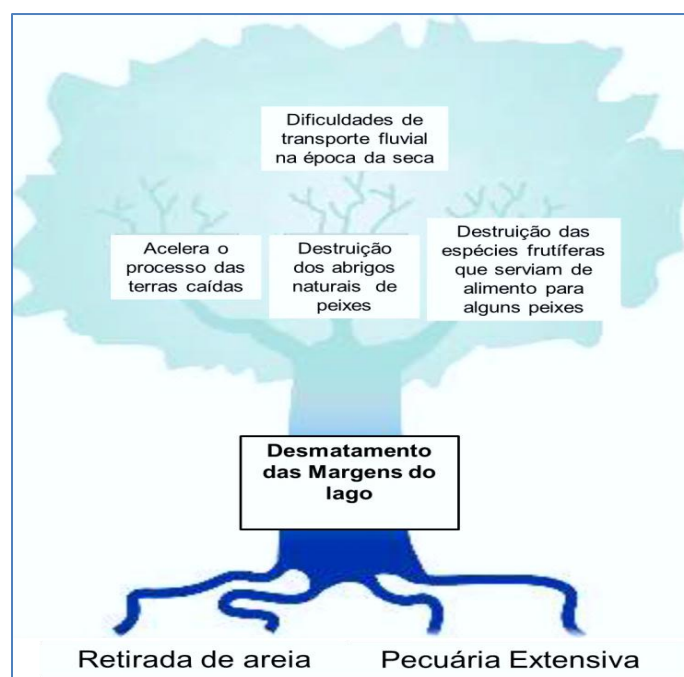 Dificuldades de
transporte fluvial
na época da seca
Acelera o
processo das
terras caídas
Destruição
dos abrigos
naturais de
peixes
Destruição das
espécies frutíferas
que serviam de
alimento para
alguns peixes
Desmatamento
das Margens do
lago
Retirada de areia
Pecuária Extensiva